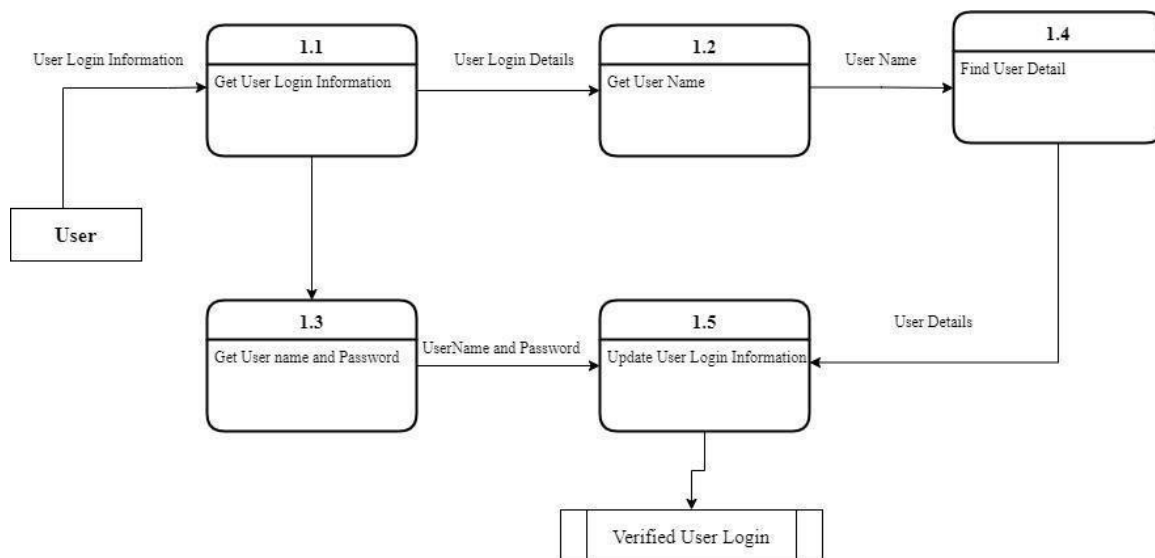 1.1
1.2
1.4
User Login Information
User Login Details
User Name
Get User Login Information
Get User Name
Find User Detail
User
1.3
1.5
User Details
UserName and Password
Get User name and Password
Update User Login Information
Verified User Login